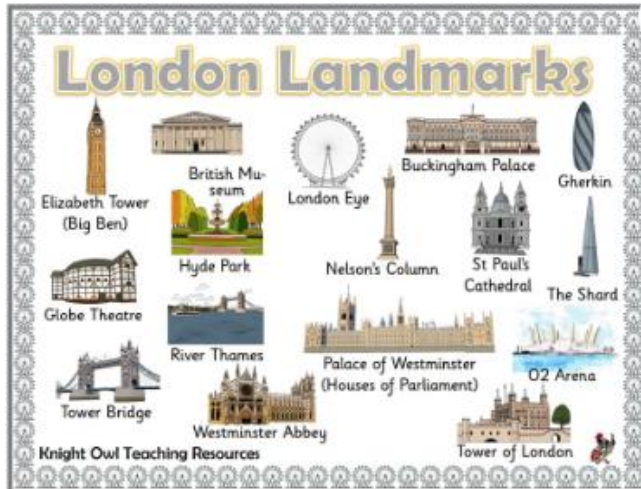 London Landmarks
Elizabeth Tower
(Big Ben)
British Mu-
seum
London Eye
Buckingham Palace
Gherkin
Hyde Park
Nelson's Column
St Paul's
Cathedral
The Shard
Globe Theatre
River Thames
Palace of Westminster
(Houses of Parliament)
O2 Arena
Tower Bridge
Westminster Abbey
Tower of London
Knight Owl Teaching Resources